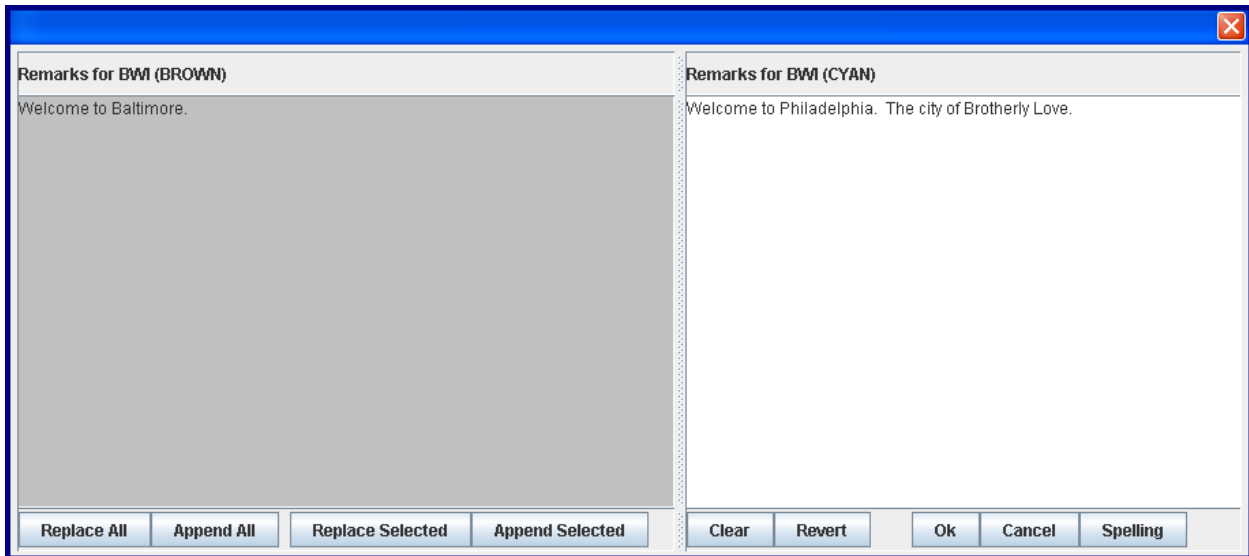 Remarks for BWI (BROWN)
Welcome to Baltimore.
Replace All Append All Replace Selected Append Selected
Remarks for BWI (CYAN)
Welcome to Philadelphia.  The city of Brotherly Love.
Clear Revert Ok Cancel Spelling